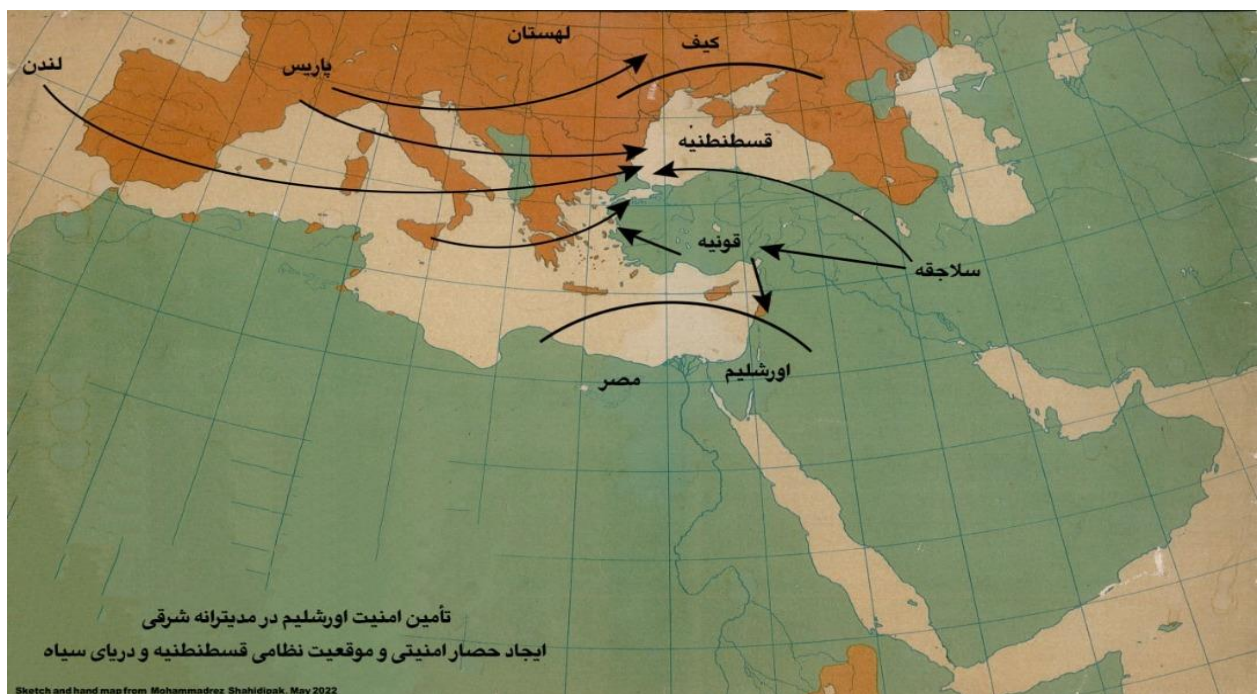 لهستان
کیف
لندن
پاریس
قسطنطنیه
قونیه
سلاجقه
اورشلیم
مصر
تأمین امنیت اورشلیم در مدیترانه شرقی
ایجاد حصار امنیتی و موقعیت نظامی قسطنطنیه و دریای سیاه
Sketch and hand map from Mohammadrez Shahidipak, May 2022